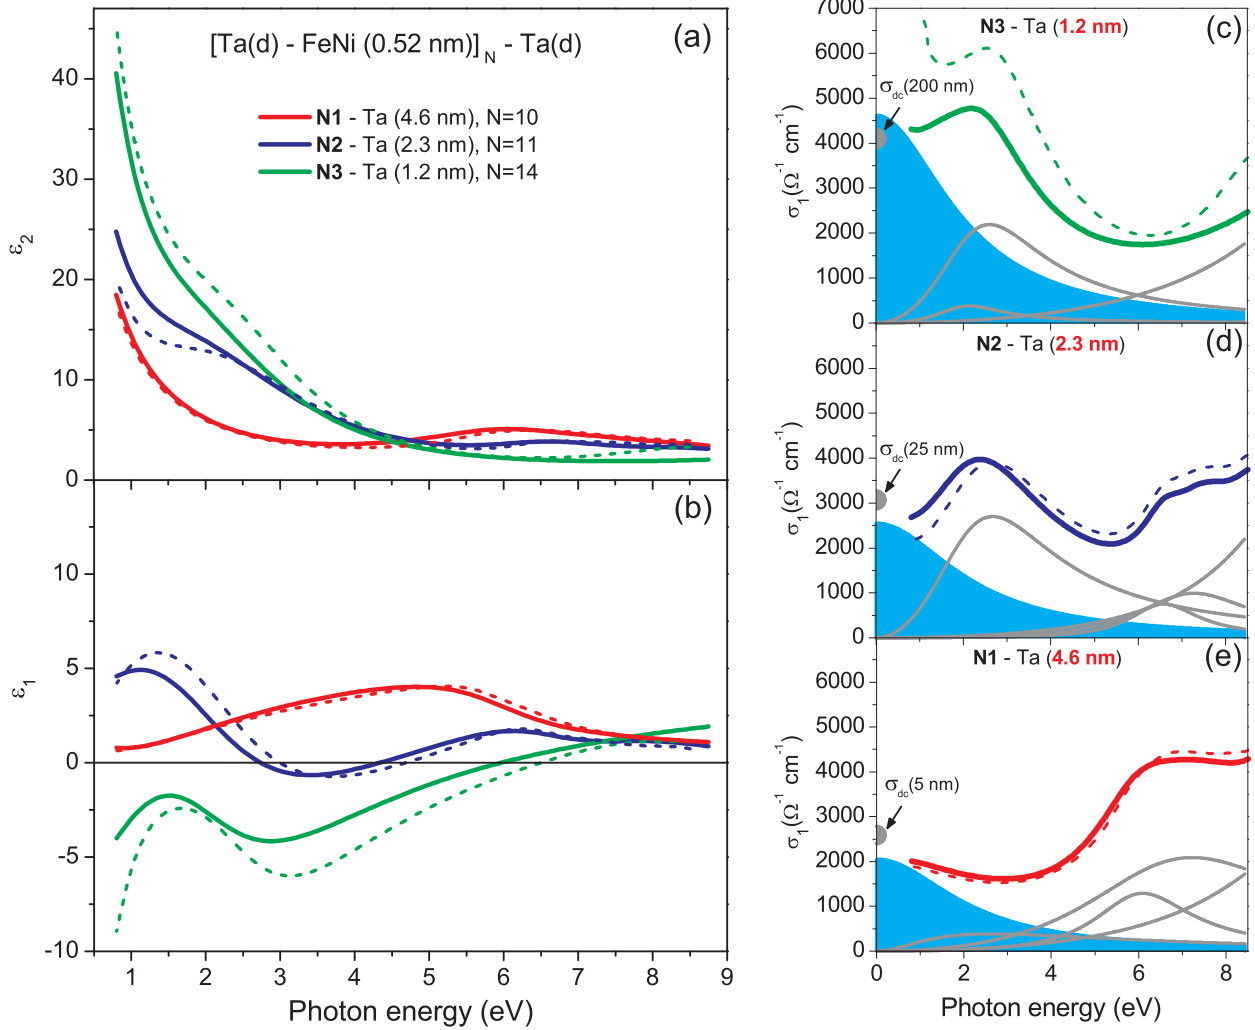 [Ta(d) - FeNi (0.52 nm)]N - Ta(d)
(a)
N1 - Ta (4.6 nm), N=10
N2 - Ta (2.3 nm), N=11
N3 - Ta (1.2 nm), N=14
ε2
40
30
20
10
0
(b)
ε1
10
5
0
-5
-10
1 2 3 4 5 6 7 8 9
Photon energy (eV)
N3 - Ta (1.2 nm)
(c)
σdc(200 nm)
σ1(Ω-1 cm-1)
7000
6000
5000
4000
3000
2000
1000
0
N2 - Ta (2.3 nm)
(d)
σdc(25 nm)
σ1(Ω-1 cm-1)
6000
5000
4000
3000
2000
1000
0
N1 - Ta (4.6 nm)
(e)
σdc(5 nm)
σ1(Ω-1 cm-1)
6000
5000
4000
3000
2000
1000
0
0 2 4 6 8
Photon energy (eV)